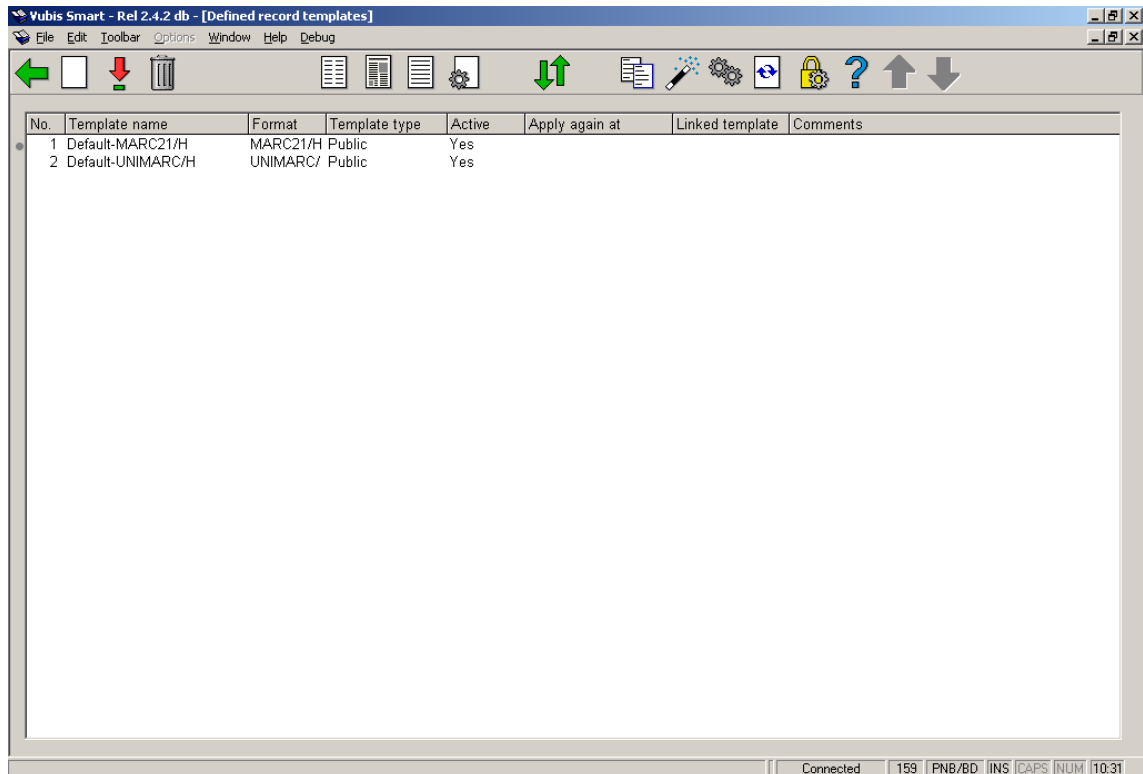 Vubis Smart - Rel 2.4.2 db - [Defined record templates]
File Edit Toolbar Options Window Help Debug
No. Template name Format Template type Active Apply again at Linked template Comments
1 Default-MARC21/H MARC21/H Public Yes
2 Default-UNIMARC/H UNIMARC/ Public Yes
Connected 159 PNB/BD INS CAPS NUM 10:31